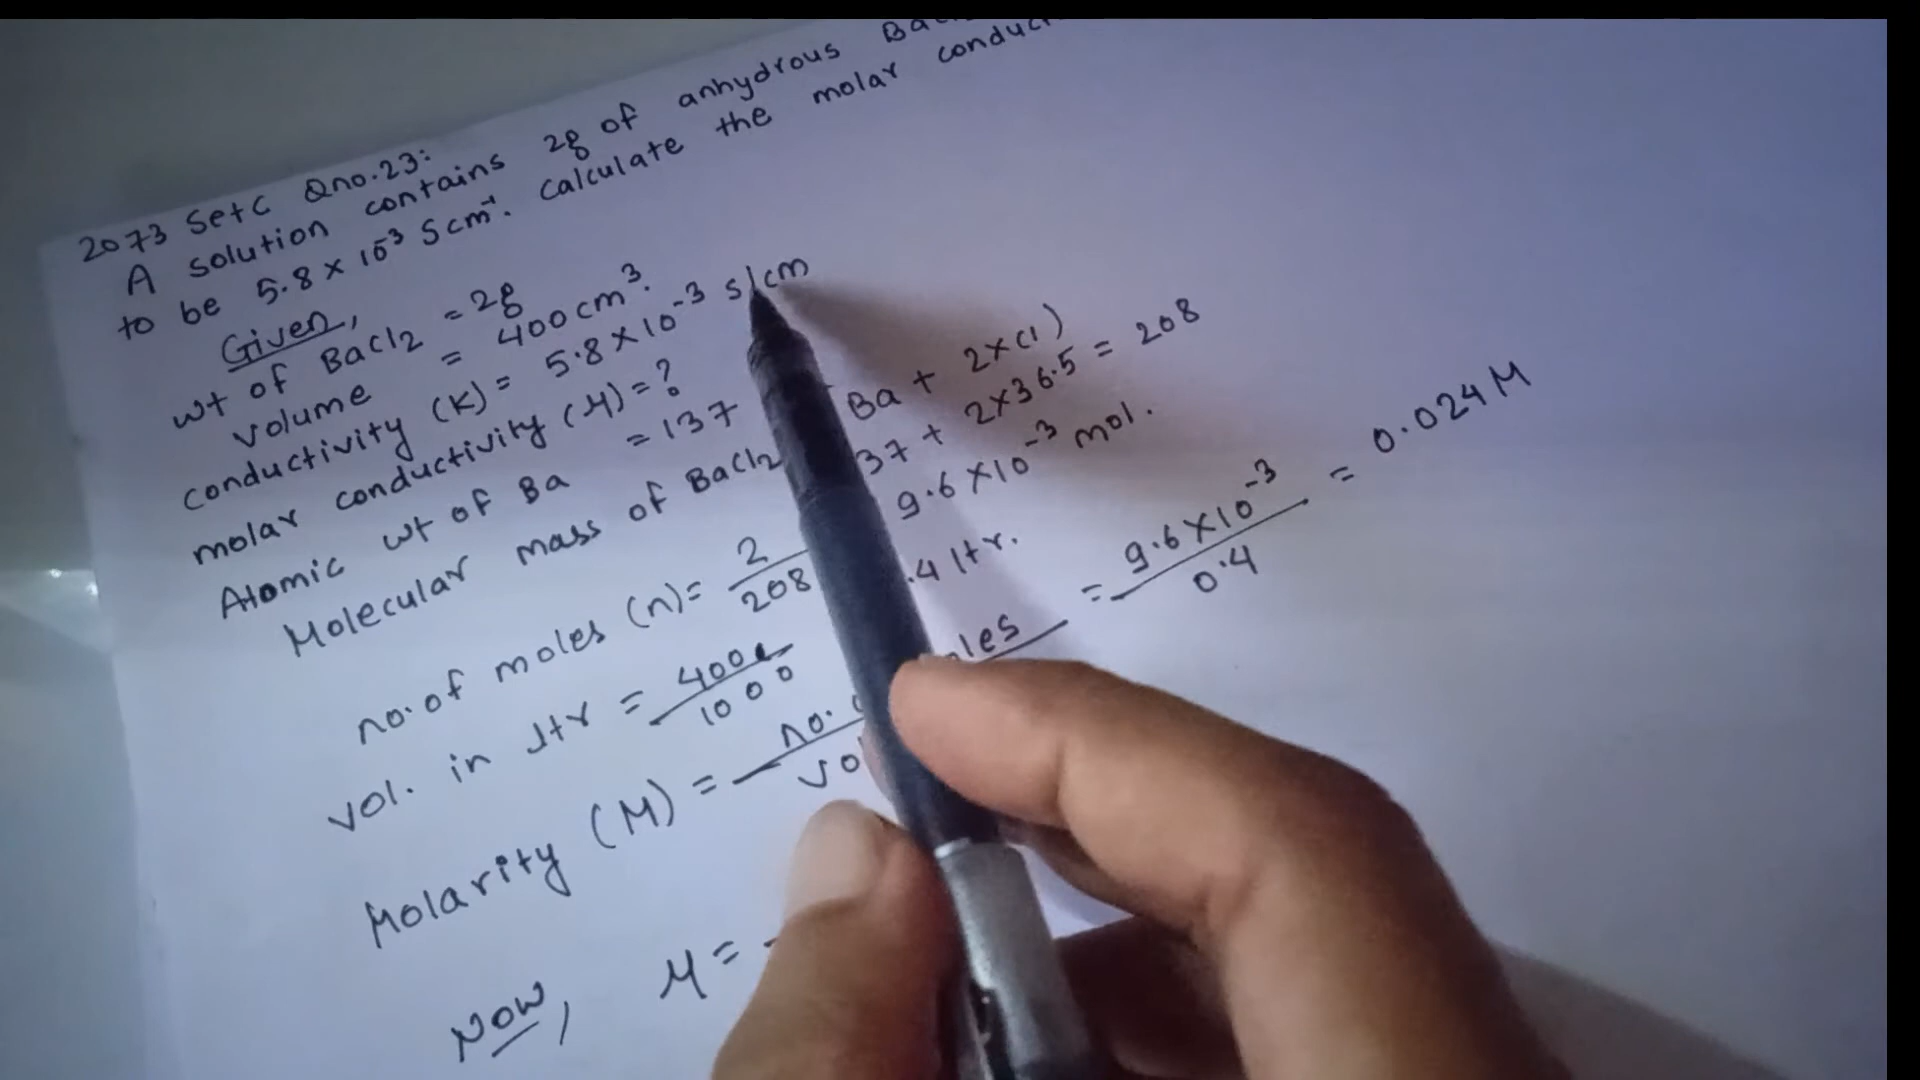 2073 Set C Qno.23:
A solution contains 2g of anhydrous
to be 5.8 × 10⁻³ S cm⁻¹. Calculate the molar
Given,
wt of BaCl2 = 2g
volume = 400 cm³.
conductivity (K) = 5.8 × 10⁻³ s/cm
molar conductivity (μ) = ?
Atomic wt of Ba = 137
Molecular mass of BaCl2 Ba + 2×Cl)
37 + 2×36.5 = 208
no. of moles (n) = 2/208 9.6 × 10⁻³ mol.
vol. in ltr = 400/1000 .4 ltr.
Molarity (M) = no. / = 9.6 × 10⁻³/0.4 = 0.024 M
Now, μ =